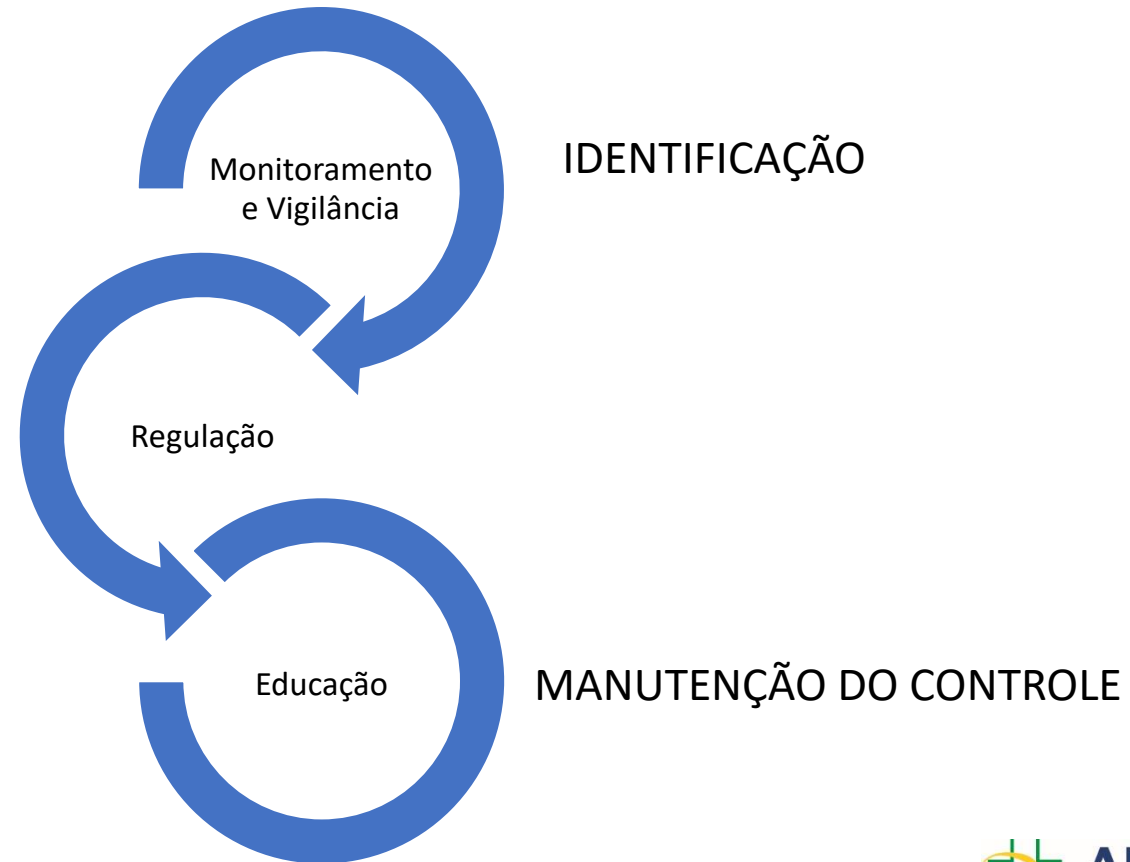 Monitoramento
e Vigilância
IDENTIFICAÇÃO
Regulação
Educação
MANUTENÇÃO DO CONTROLE